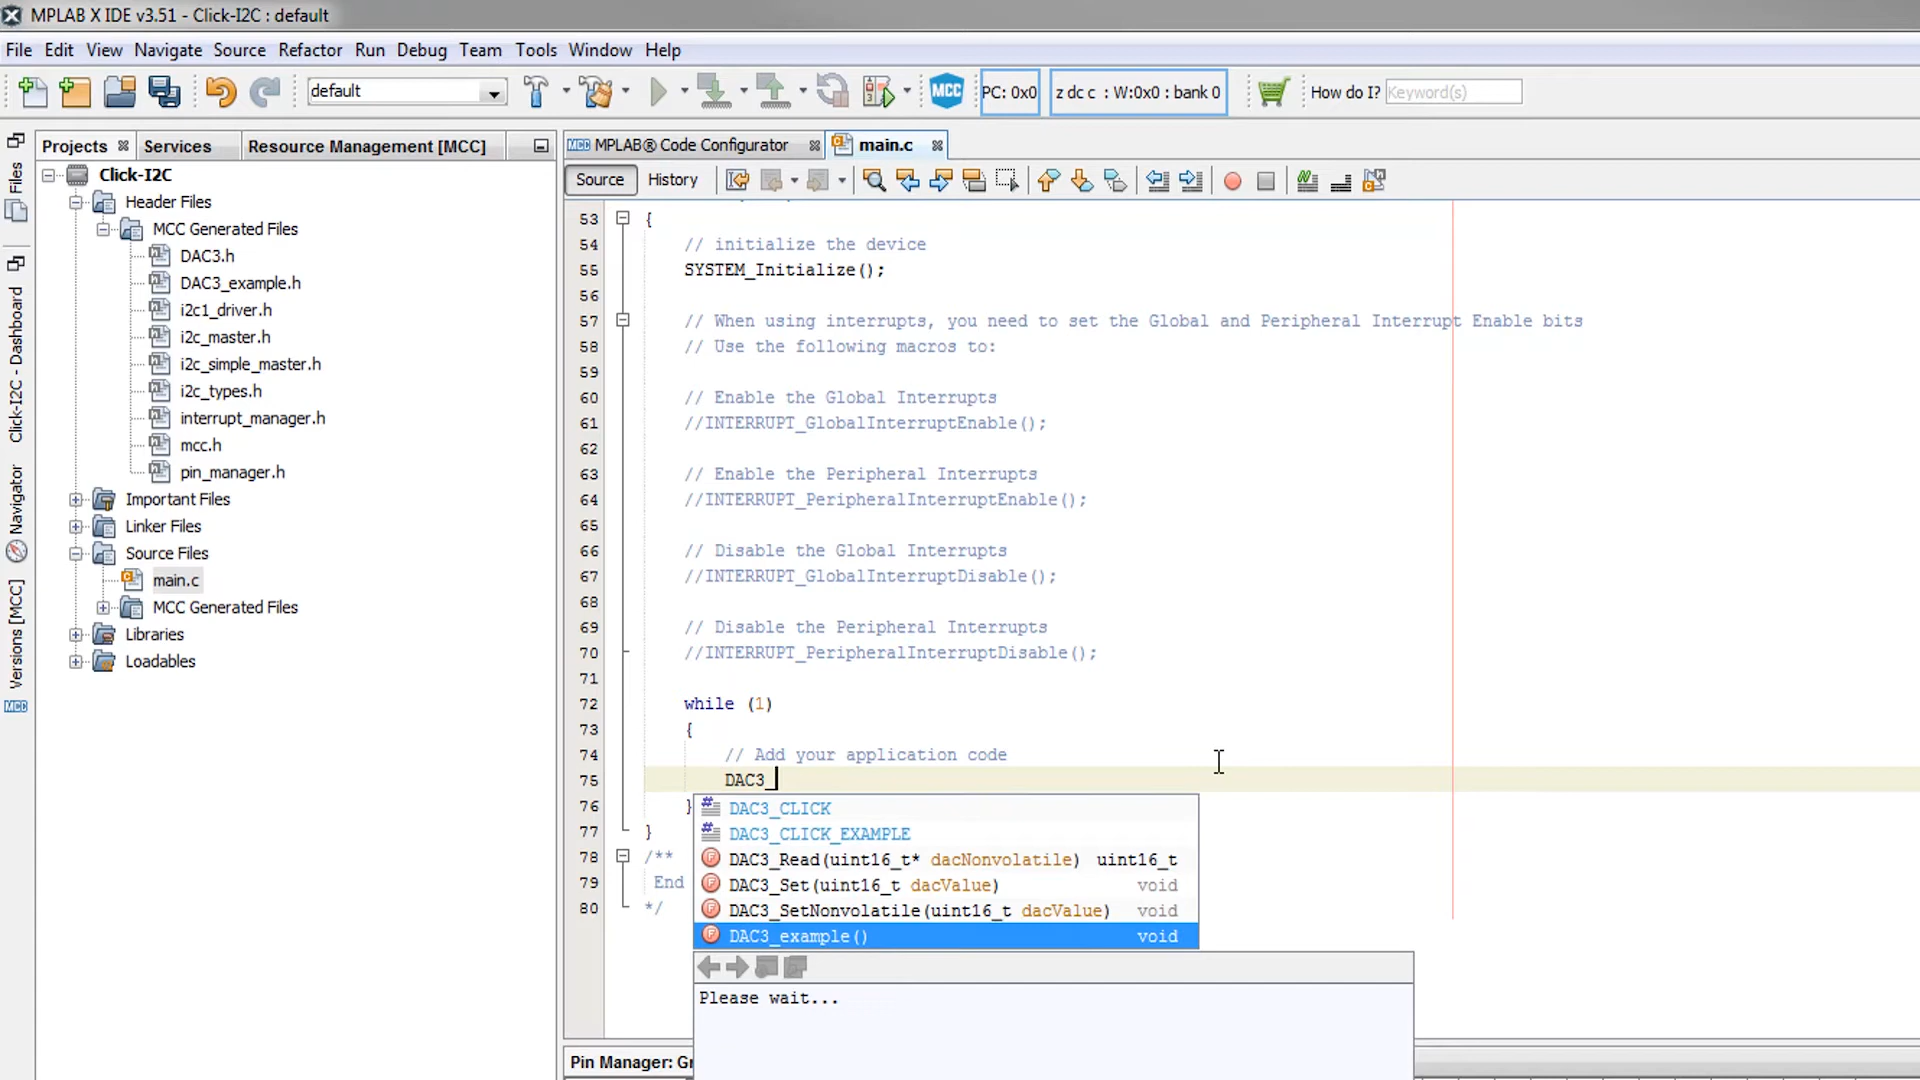 MPLAB X IDE v3.51 - Click-I2C : default
File Edit View Navigate Source Refactor Run Debug Team Tools Window Help
default MCC PC: 0x0 z dc c : W:0x0 : bank 0 How do I? Keyword(s)
Projects Services Resource Management [MCC]
MCC MPLAB® Code Configurator main.c
Source History
Files
Click-I2C - Dashboard
Navigator
Versions [MCC]
MCC
Click-I2C
Header Files
MCC Generated Files
DAC3.h
DAC3_example.h
i2c1_driver.h
i2c_master.h
i2c_simple_master.h
i2c_types.h
interrupt_manager.h
mcc.h
pin_manager.h
Important Files
Linker Files
Source Files
main.c
MCC Generated Files
Libraries
Loadables
53 {
54 // initialize the device
55 SYSTEM_Initialize();
56
57 // When using interrupts, you need to set the Global and Peripheral Interrupt Enable bits
58 // Use the following macros to:
59
60 // Enable the Global Interrupts
61 //INTERRUPT_GlobalInterruptEnable();
62
63 // Enable the Peripheral Interrupts
64 //INTERRUPT_PeripheralInterruptEnable();
65
66 // Disable the Global Interrupts
67 //INTERRUPT_GlobalInterruptDisable();
68
69 // Disable the Peripheral Interrupts
70 //INTERRUPT_PeripheralInterruptDisable();
71
72 while (1)
73 {
74 // Add your application code
75 DAC3_
76 }
77 }
78 /**
79 End
80 */
DAC3_CLICK
DAC3_CLICK_EXAMPLE
DAC3_Read(uint16_t* dacNonvolatile) uint16_t
DAC3_Set(uint16_t dacValue) void
DAC3_SetNonvolatile(uint16_t dacValue) void
DAC3_example() void
Please wait...
Pin Manager: Gr